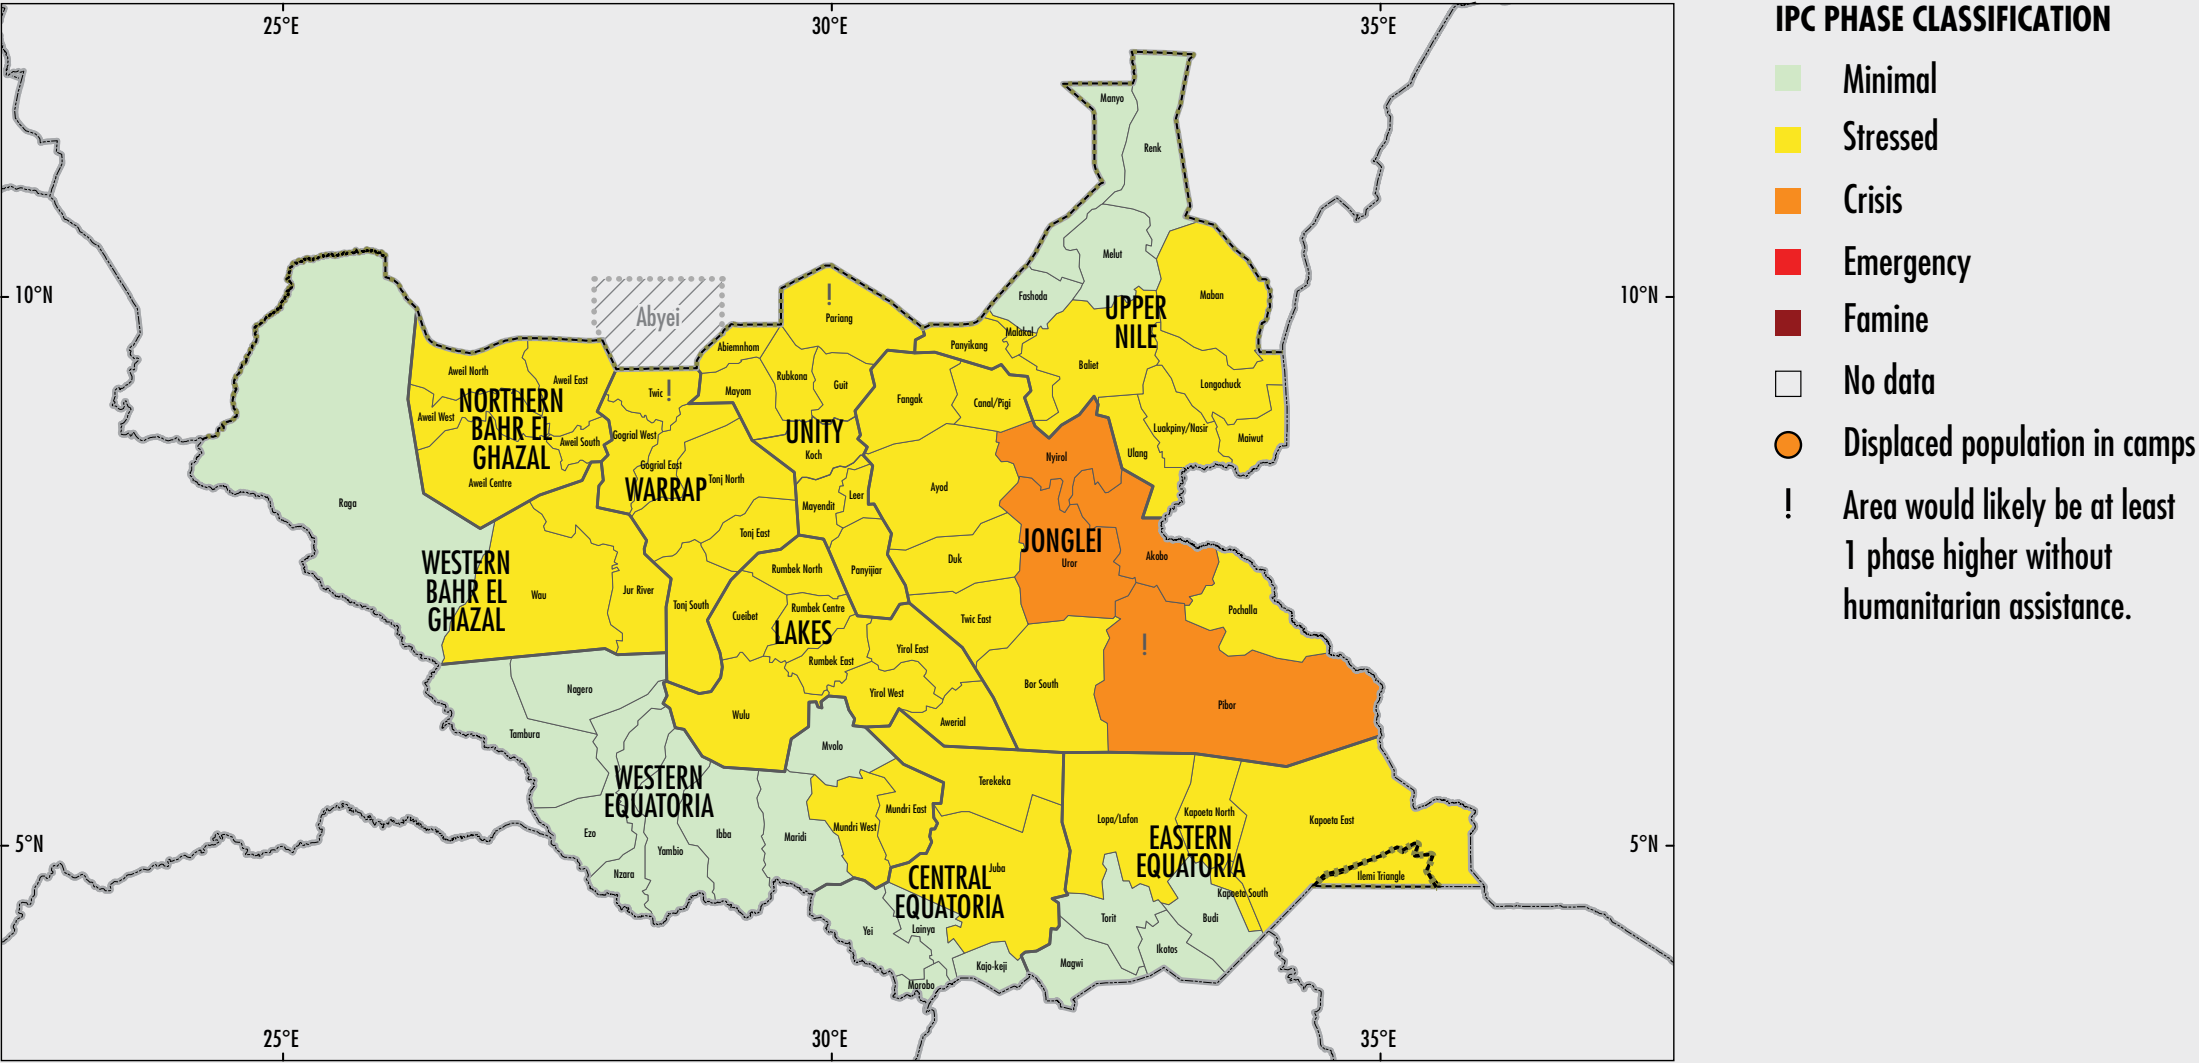 25°E
30°E
35°E
10°N
10°N
5°N
5°N
25°E
30°E
35°E
Manyo
Renk
Melut
Fashoda
Maban
UPPER
NILE
Malakal
Panyikang
Baliet
Longochuck
Luakpiny/Nasir
Maiwut
Ulang
Abyei
!
Pariang
Abiemnhom
Rubkona
Guit
Mayom
UNITY
Koch
Mayendit
Leer
Panyijiar
Aweil North
Aweil East
NORTHERN
BAHR EL
GHAZAL
Aweil West
Aweil South
Aweil Centre
Twic
!
Gogrial West
Gogrial East
WARRAP
Tonj North
Tonj East
Tonj South
Raga
WESTERN
BAHR EL
GHAZAL
Wau
Jur River
Fangak
Canal/Pigi
Nyirol
Ayod
JONGLEI
Uror
Akobo
Duk
Twic East
Pochalla
!
Bor South
Pibor
Rumbek North
Cueibet
Rumbek Centre
LAKES
Rumbek East
Yirol East
Yirol West
Wulu
Awerial
Nagero
Tambura
Mvolo
WESTERN
EQUATORIA
Ezo
Nzara
Yambio
Ibba
Maridi
Mundri West
Mundri East
Terekeka
CENTRAL
EQUATORIA
Juba
Yei
Lainya
Morobo
Kajo-keji
Lopa/Lafon
Kapoeta North
EASTERN
EQUATORIA
Kapoeta East
Kapoeta South
Ilemi Triangle
Torit
Budi
Ikotos
Magwi
IPC PHASE CLASSIFICATION
Minimal
Stressed
Crisis
Emergency
Famine
No data
Displaced population in camps
! Area would likely be at least
1 phase higher without
humanitarian assistance.